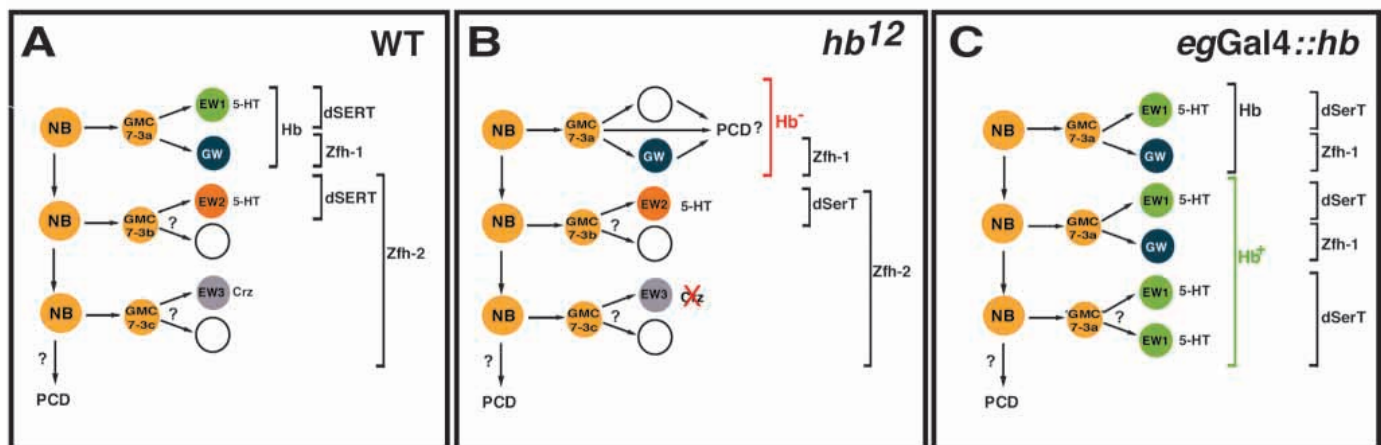 A WT
EW1 5-HT
NB GMC 7-3a
Hb
dSERT
GW
Zfh-1
EW2 5-HT
dSERT
NB GMC 7-3b
?
Zfh-2
EW3 Crz
NB GMC 7-3c
?
?
PCD
B hb12
NB GMC 7-3a
PCD?
Hb-
GW
Zfh-1
EW2 5-HT
dSerT
NB GMC 7-3b
?
Zfh-2
EW3 Crz
X
NB GMC 7-3c
?
?
PCD
C egGal4::hb
EW1 5-HT
Hb
dSerT
NB GMC 7-3a
GW
Zfh-1
EW1 5-HT
dSerT
NB GMC 7-3a
GW
Zfh-1
Hb+
EW1 5-HT
NB GMC 7-3a
?
dSerT
EW1 5-HT
?
PCD